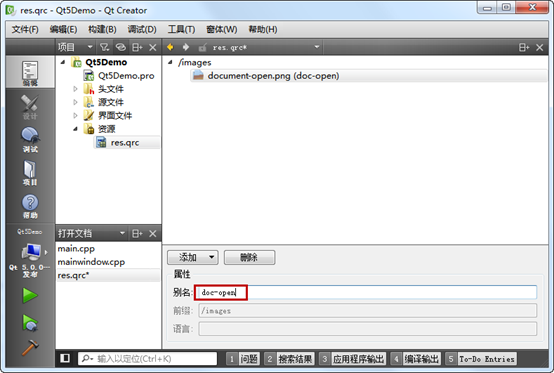 res.qrc - Qt5Demo - Qt Creator
文件(F) 编辑(E) 构建(B) 调试(D) 工具(T) 窗体(W) 帮助(H)
项目 res.qrc*
Qt5Demo
Qt5Demo.pro
头文件
源文件
界面文件
资源
res.qrc
/images
document-open.png (doc-open)
编辑
设计
调试
项目
帮助
Qt5Demo
Qt 5.0.0—
发布
打开文档
main.cpp
mainwindow.cpp
res.qrc*
添加 删除
属性
别名: doc-open
前缀: /images
语言:
输入以定位(Ctrl+K) 1 问题 2 搜索结果 3 应用程序输出 4 编译输出 5 To-Do Entries